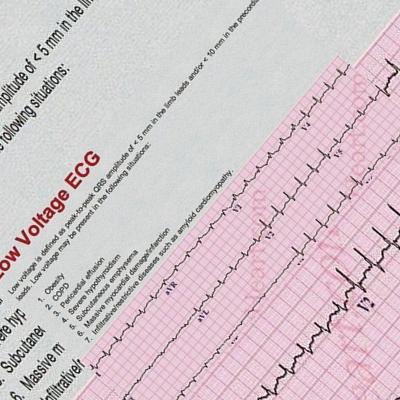 amplitude of < 5 mm in the lim
e following situations:
Low Voltage ECG
Low voltage is defined as peak-to-peak QRS amplitude of < 5 mm in the limb leads and/or < 10 mm in the precordial
leads. Low voltage may be present in the following situations:
1. Obesity
2. COPD
3. Pericardial effusion
4. Severe hypothyroidism
5. Subcutaneous emphysema
6. Massive myocardial damage/infarction
7. Infiltrative/restrictive diseases such as amyloid cardiomyopathy.
ere hyp
Subcutane
6. Massive m
Infiltrative/r
aVR
V3
V4
aVL
V2
V5
V2